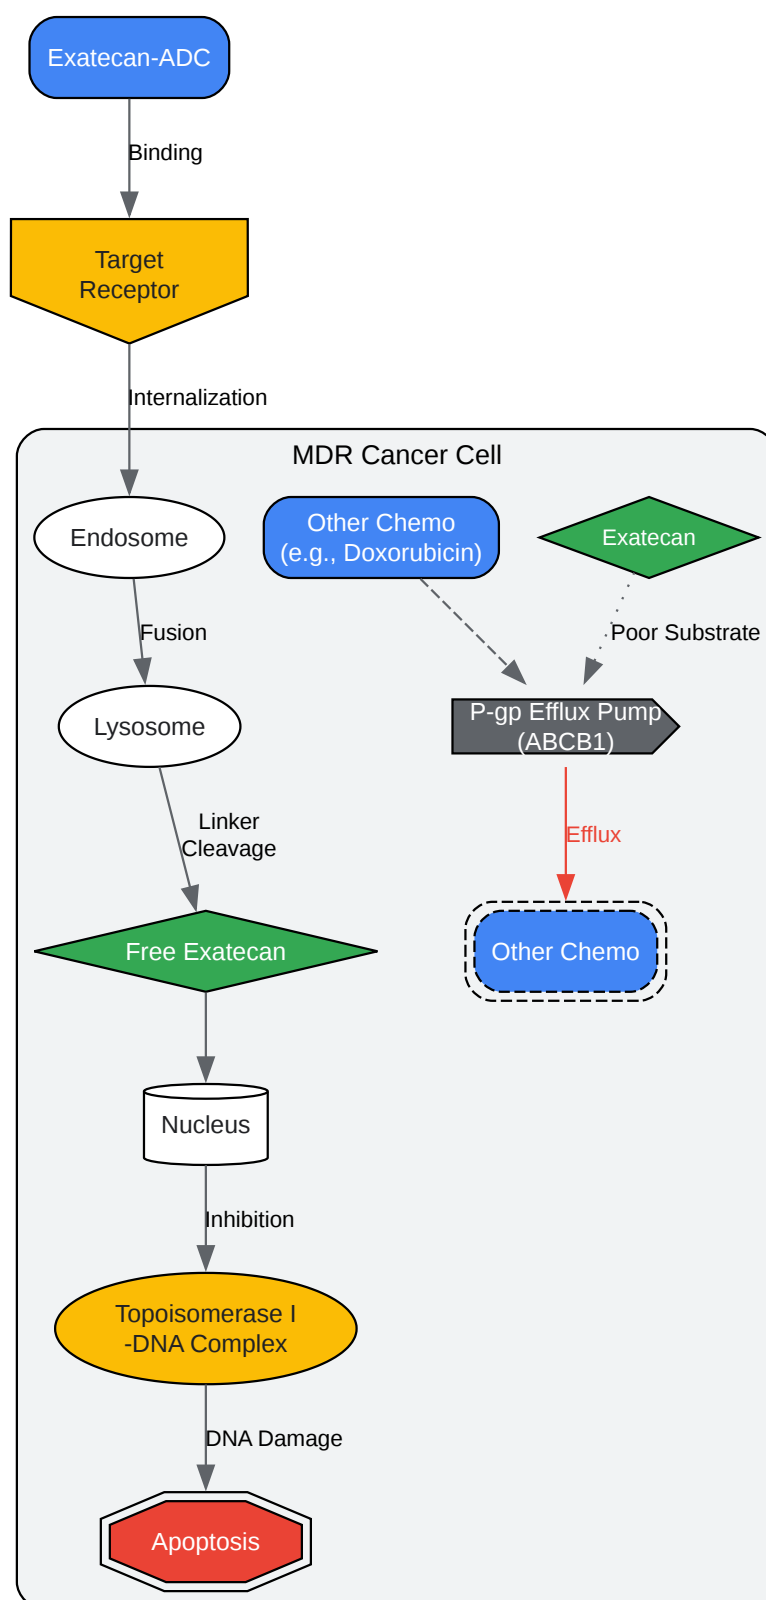 Exatecan-ADC
Binding
Target
Receptor
Internalization
MDR Cancer Cell
Endosome
Other Chemo
(e.g., Doxorubicin)
Exatecan
Fusion
Poor Substrate
Lysosome
P-gp Efflux Pump
(ABCB1)
Linker
Cleavage
Efflux
Free Exatecan
Other Chemo
Nucleus
Inhibition
Topoisomerase I
-DNA Complex
DNA Damage
Apoptosis